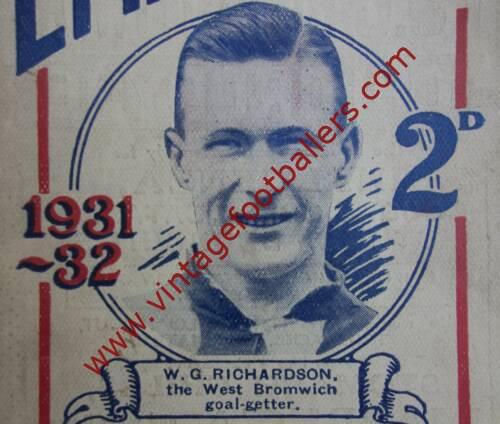 2D
1931
~32
www.vintagefootballers.com
W. G. RICHARDSON,
the West Bromwich
goal-getter.